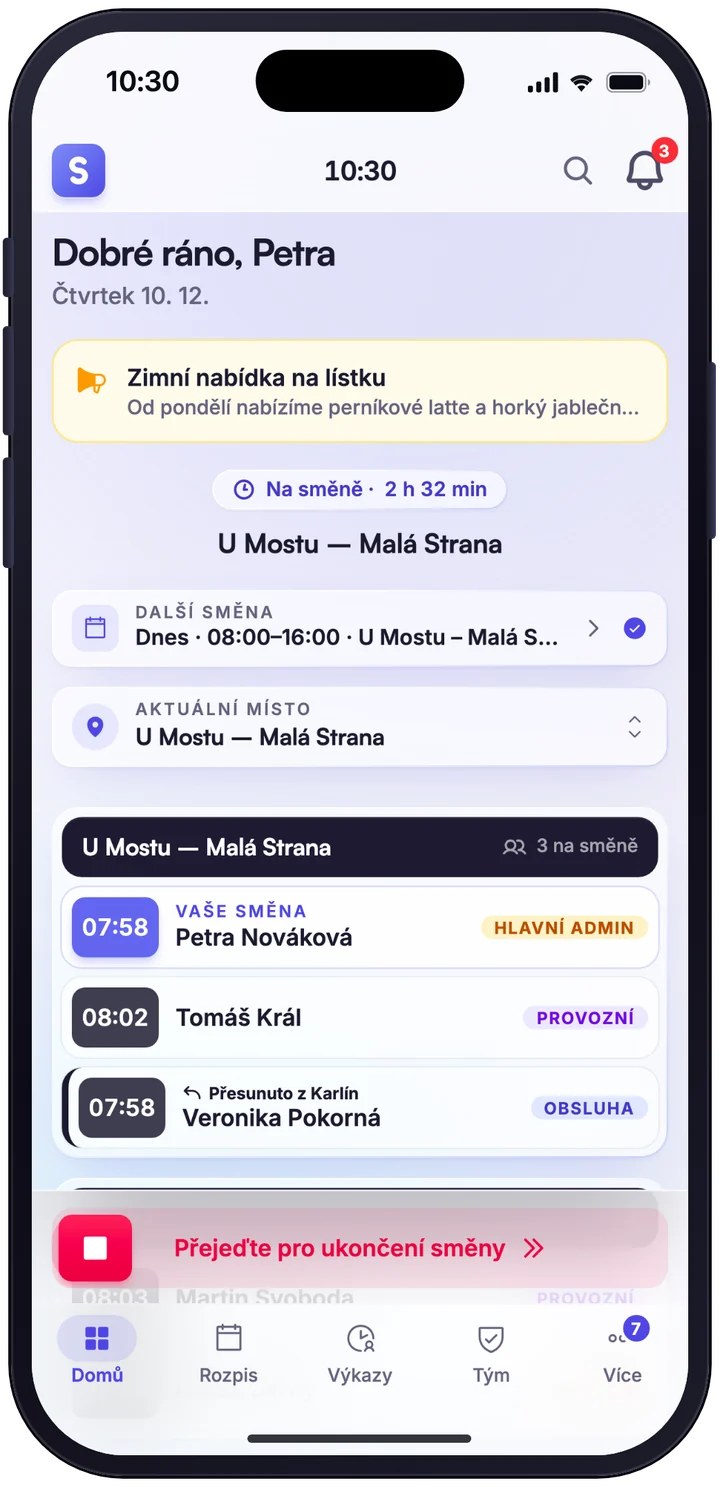 10:30
S
10:30
3
Dobré ráno, Petra
Čtvrtek 10. 12.
Zimní nabídka na lístku
Od pondělí nabízíme perníkové latte a horký jablečn...
Na směně · 2 h 32 min
U Mostu — Malá Strana
DALŠÍ SMĚNA
Dnes · 08:00–16:00 · U Mostu – Malá S...
AKTUÁLNÍ MÍSTO
U Mostu — Malá Strana
U Mostu — Malá Strana 3 na směně
07:58 VAŠE SMĚNA
Petra Nováková HLAVNÍ ADMIN
08:02 Tomáš Král PROVOZNÍ
07:58 Přesunuto z Karlín
Veronika Pokorná OBSLUHA
Přejeďte pro ukončení směny
08:03 Martin Svoboda PROVOZNÍ
7
Domů Rozpis Výkazy Tým Více